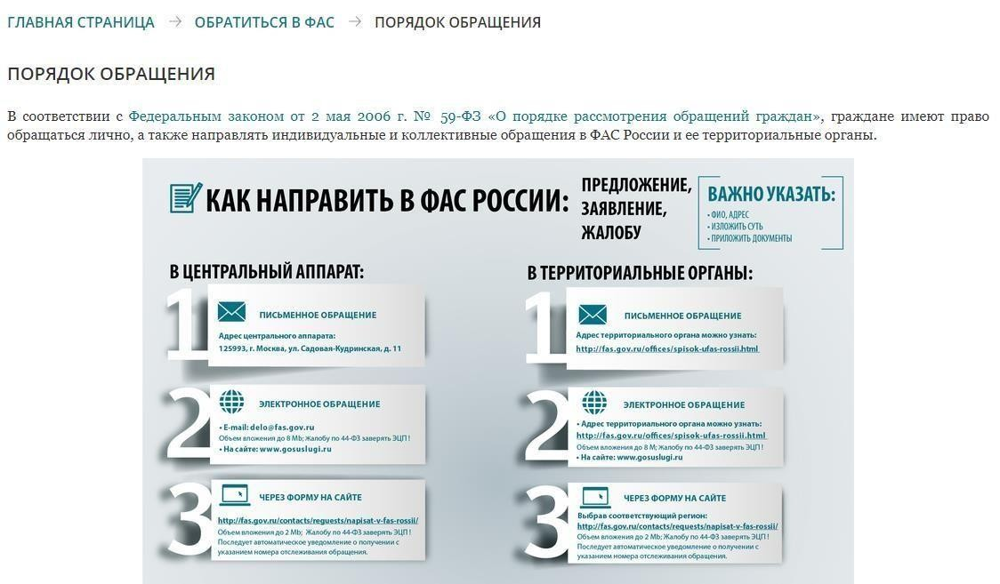 ГЛАВНАЯ СТРАНИЦА → ОБРАТИТЬСЯ В ФАС → ПОРЯДОК ОБРАЩЕНИЯ
ПОРЯДОК ОБРАЩЕНИЯ
В соответствии с Федеральным законом от 2 мая 2006 г. № 59-ФЗ «О порядке рассмотрения обращений граждан», граждане имеют право
обращаться лично, а также направлять индивидуальные и коллективные обращения в ФАС России и ее территориальные органы.
КАК НАПРАВИТЬ В ФАС РОССИИ:
ПРЕДЛОЖЕНИЕ,
ЗАЯВЛЕНИЕ,
ЖАЛОБУ
ВАЖНО УКАЗАТЬ:
• ФИО, АДРЕС
• ИЗЛОЖИТЬ СУТЬ
• ПРИЛОЖИТЬ ДОКУМЕНТЫ
В ЦЕНТРАЛЬНЫЙ АППАРАТ:
1
ПИСЬМЕННОЕ ОБРАЩЕНИЕ
Адрес центрального аппарата:
125993, г. Москва, ул. Садовая-Кудринская, д. 11
2
ЭЛЕКТРОННОЕ ОБРАЩЕНИЕ
• E-mail: delo@fas.gov.ru
Объем вложения до 8 Mb; Жалобу по 44-ФЗ заверять ЭЦП !
• На сайте: www.gosuslugi.ru
3
ЧЕРЕЗ ФОРМУ НА САЙТЕ
http://fas.gov.ru/contacts/reguests/napisat-v-fas-rossii/
Объем вложения до 2 Mb; Жалобу по 44-ФЗ заверять ЭЦП !
Последует автоматическое уведомление о получении с
указанием номера отслеживания обращения.
В ТЕРРИТОРИАЛЬНЫЕ ОРГАНЫ:
1
ПИСЬМЕННОЕ ОБРАЩЕНИЕ
Адрес территориального органа можно узнать:
http://fas.gov.ru/offices/spisok-ufas-rossii.html
2
ЭЛЕКТРОННОЕ ОБРАЩЕНИЕ
• Адрес территориального органа можно узнать:
http://fas.gov.ru/offices/spisok-ufas-rossii.html
Объем вложения до 8 М; Жалобу по 44-ФЗ заверять ЭЦП !
• На сайте: www.gosuslugi.ru
3
ЧЕРЕЗ ФОРМУ НА САЙТЕ
Выбрав соответствующий регион:
http://fas.gov.ru/contacts/requests/napisat-v-fas-rossii/
Объем вложения до 2 Mb; Жалобу по 44-ФЗ заверять ЭЦП !
Последует автоматическое уведомление о получении с
указанием номера отслеживания обращения.